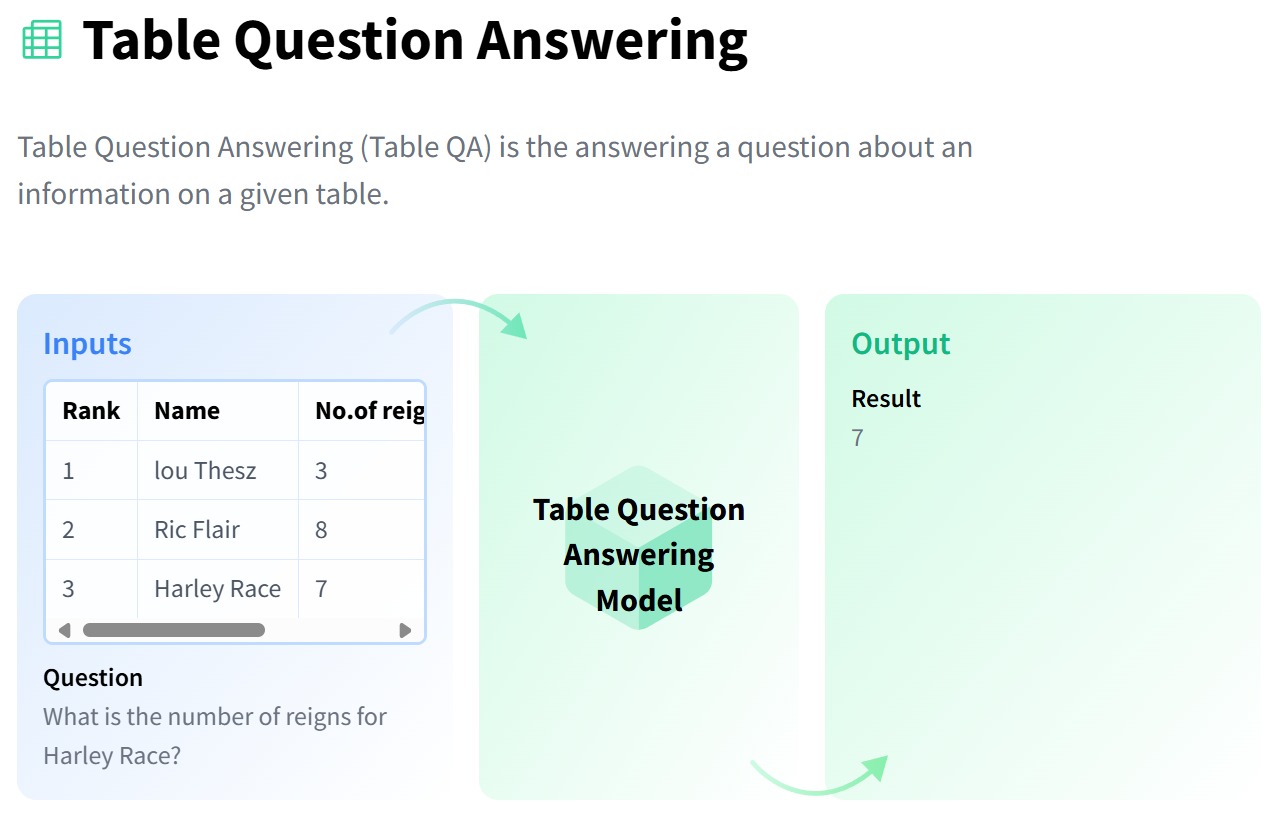 Table Question Answering
Table Question Answering (Table QA) is the answering a question about an
information on a given table.
Inputs
Rank Name No.of reig
1 lou Thesz 3
2 Ric Flair 8
3 Harley Race 7
Question
What is the number of reigns for
Harley Race?
Table Question
Answering
Model
Output
Result
7